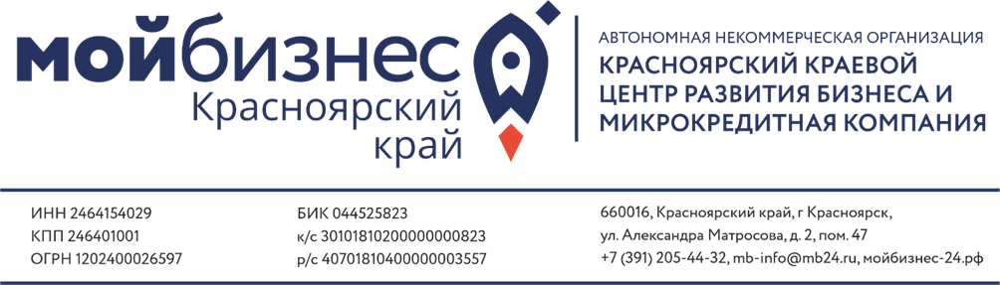 мойбизнес
Красноярский
край
АВТОНОМНАЯ НЕКОММЕРЧЕСКАЯ ОРГАНИЗАЦИЯ
КРАСНОЯРСКИЙ КРАЕВОЙ
ЦЕНТР РАЗВИТИЯ БИЗНЕСА И
МИКРОКРЕДИТНАЯ КОМПАНИЯ
ИНН 2464154029
КПП 246401001
ОГРН 1202400026597
БИК 044525823
к/с 30101810200000000823
р/с 40701810400000003557
660016, Красноярский край, г Красноярск,
ул. Александра Матросова, д. 2, пом. 47
+7 (391) 205-44-32, mb-info@mb24.ru, мойбизнес-24.рф